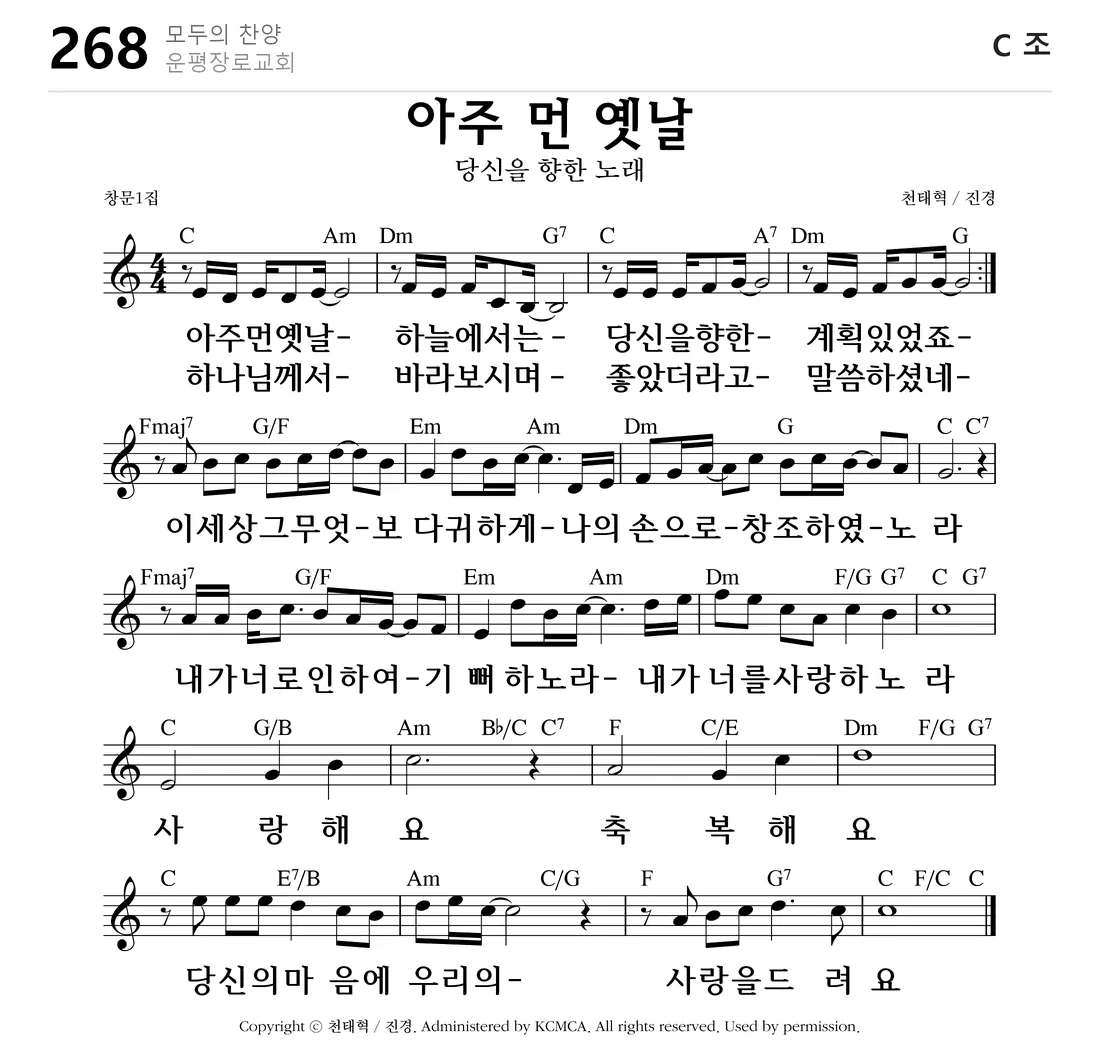 268 모두의 찬양
운평장로교회
C 조
아주 먼 옛날
당신을 향한 노래
창문1집 천태혁 / 진경
C Am Dm G7 C A7 Dm G
4/4
아주먼옛날- 하늘에서는- 당신을향한- 계획있었죠-
하나님께서- 바라보시며- 좋았더라고- 말씀하셨네-
Fmaj7 G/F Em Am Dm G C C7
이세상그무엇-보 다귀하게-나의 손으로-창조하였-노 라
Fmaj7 G/F Em Am Dm F/G G7 C G7
내가너로인하여-기 뻐하노라- 내가너를사랑하노 라
C G/B Am B♭/C C7 F C/E Dm F/G G7
사 랑 해 요 축 복 해 요
C E7/B Am C/G F G7 C F/C C
당신의마 음에 우리의- 사랑을드 려 요
Copyright ⓒ 천태혁 / 진경. Administered by KCMCA. All rights reserved. Used by permission.